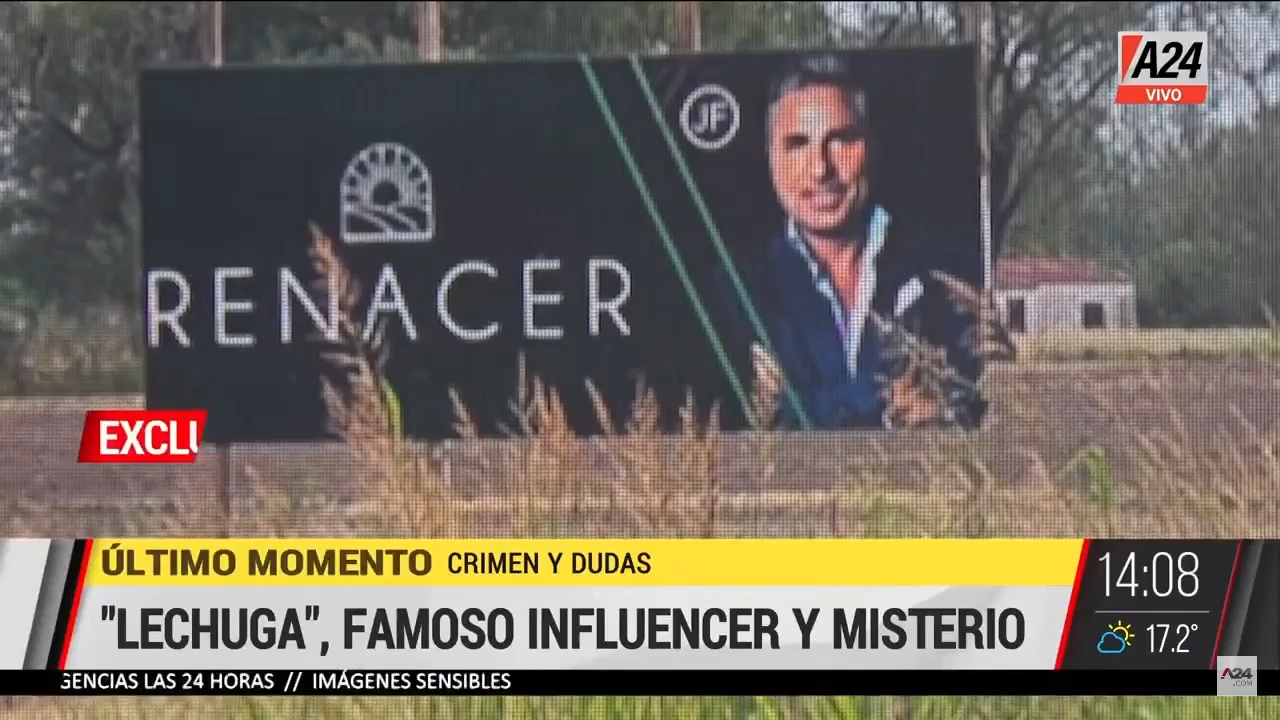 A24
VIVO
JF
RENACER
EXCLU
ÚLTIMO MOMENTO CRIMEN Y DUDAS
14:08
"LECHUGA", FAMOSO INFLUENCER Y MISTERIO
17.2°
GENCIAS LAS 24 HORAS // IMÁGENES SENSIBLES
A24
.COM